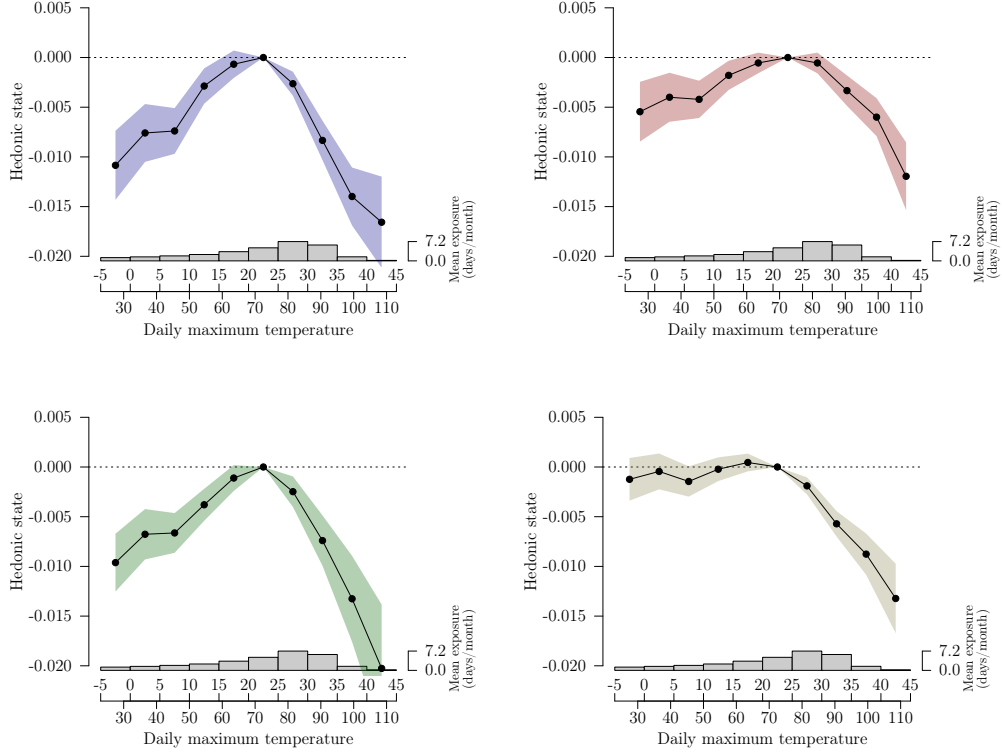 0.005
0.000
-0.005
-0.010
-0.015
-0.020
Hedonic state
Mean exposure
(days/month)
7.2
0.0
-5 0 5 10 15 20 25 30 35 40 45
30 40 50 60 70 80 90 100 110
Daily maximum temperature
0.005
0.000
-0.005
-0.010
-0.015
-0.020
Hedonic state
Mean exposure
(days/month)
7.2
0.0
-5 0 5 10 15 20 25 30 35 40 45
30 40 50 60 70 80 90 100 110
Daily maximum temperature
0.005
0.000
-0.005
-0.010
-0.015
-0.020
Hedonic state
Mean exposure
(days/month)
7.2
0.0
-5 0 5 10 15 20 25 30 35 40 45
30 40 50 60 70 80 90 100 110
Daily maximum temperature
0.005
0.000
-0.005
-0.010
-0.015
-0.020
Hedonic state
Mean exposure
(days/month)
7.2
0.0
-5 0 5 10 15 20 25 30 35 40 45
30 40 50 60 70 80 90 100 110
Daily maximum temperature